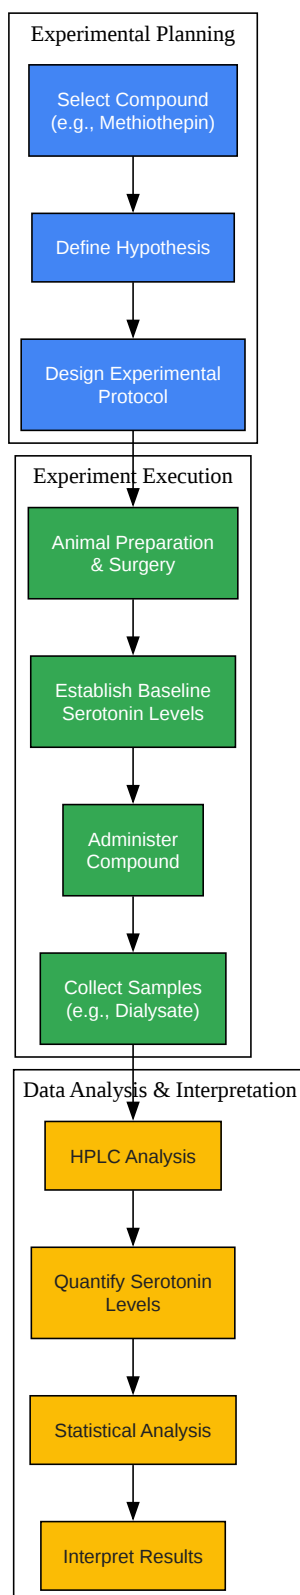 Experimental Planning
Select Compound
(e.g., Methiothepin)
Define Hypothesis
Design Experimental
Protocol
Experiment Execution
Animal Preparation
& Surgery
Establish Baseline
Serotonin Levels
Administer
Compound
Collect Samples
(e.g., Dialysate)
Data Analysis & Interpretation
HPLC Analysis
Quantify Serotonin
Levels
Statistical Analysis
Interpret Results